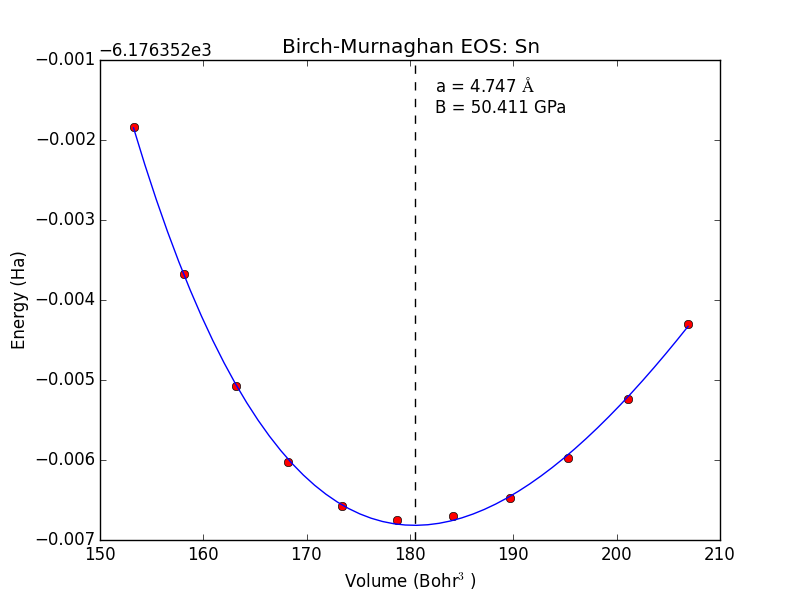 −6.176352e3
Birch-Murnaghan EOS: Sn
a = 4.747 Å
B = 50.411 GPa
−0.001
−0.002
−0.003
−0.004
−0.005
−0.006
−0.007
Energy (Ha)
150 160 170 180 190 200 210
Volume (Bohr³ )